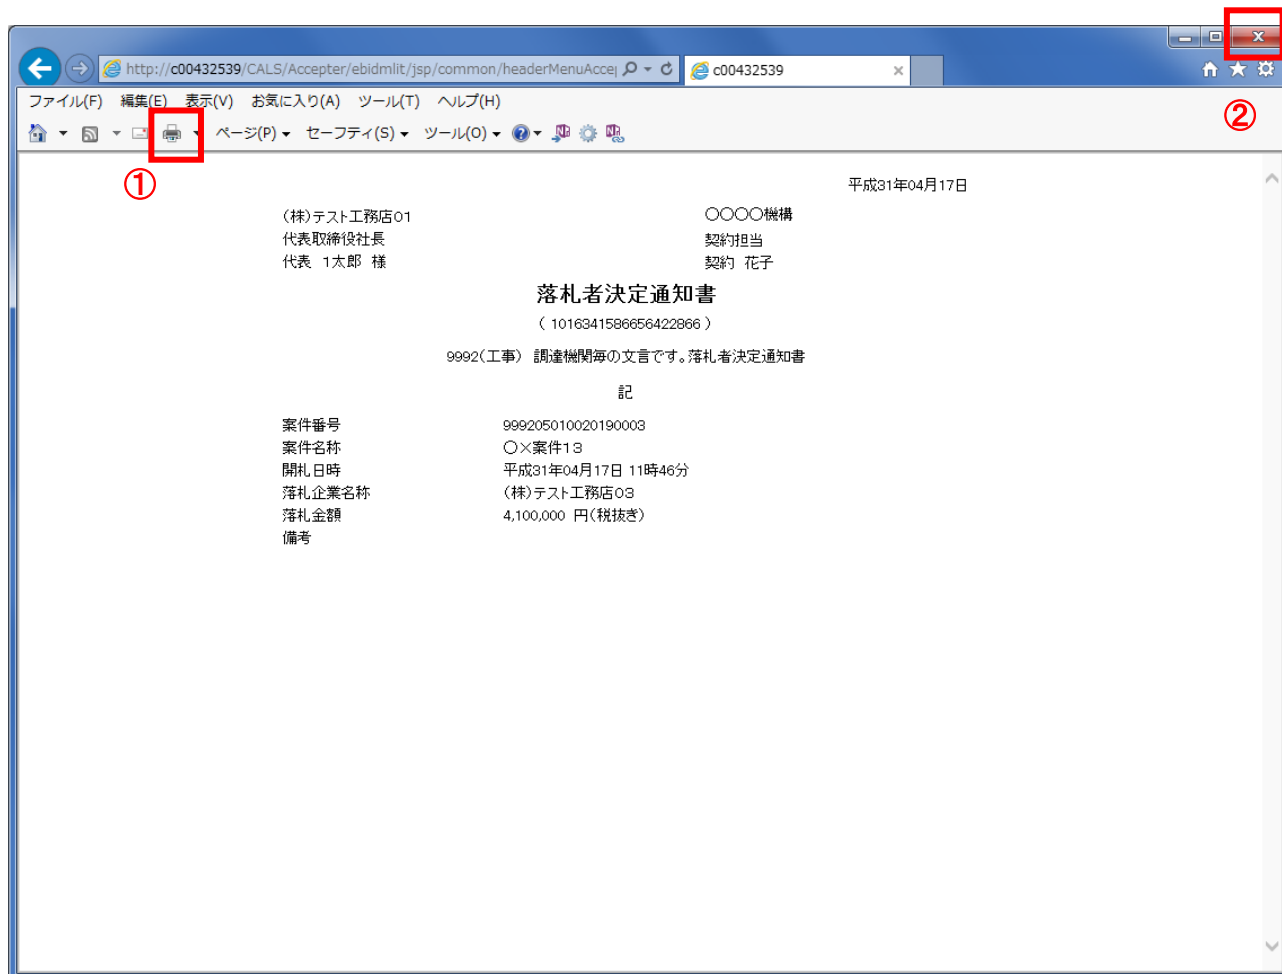 http://c00432539/CALS/Accepter/ebidmlit/jsp/common/headerMenuAccep
c00432539
ファイル(F) 編集(E) 表示(V) お気に入り(A) ツール(T) ヘルプ(H)
ページ(P) セーフティ(S) ツール(O)
①
②
平成31年04月17日
(株)テスト工務店01
〇〇〇〇機構
代表取締役社長
契約担当
代表 1太郎 様
契約 花子
落札者決定通知書
( 1016341586656422866 )
9992(工事) 調達機関毎の文言です。落札者決定通知書
記
案件番号 999205010020190003
案件名称 〇×案件13
開札日時 平成31年04月17日 11時46分
落札企業名称 (株)テスト工務店03
落札金額 4,100,000 円(税抜き)
備考